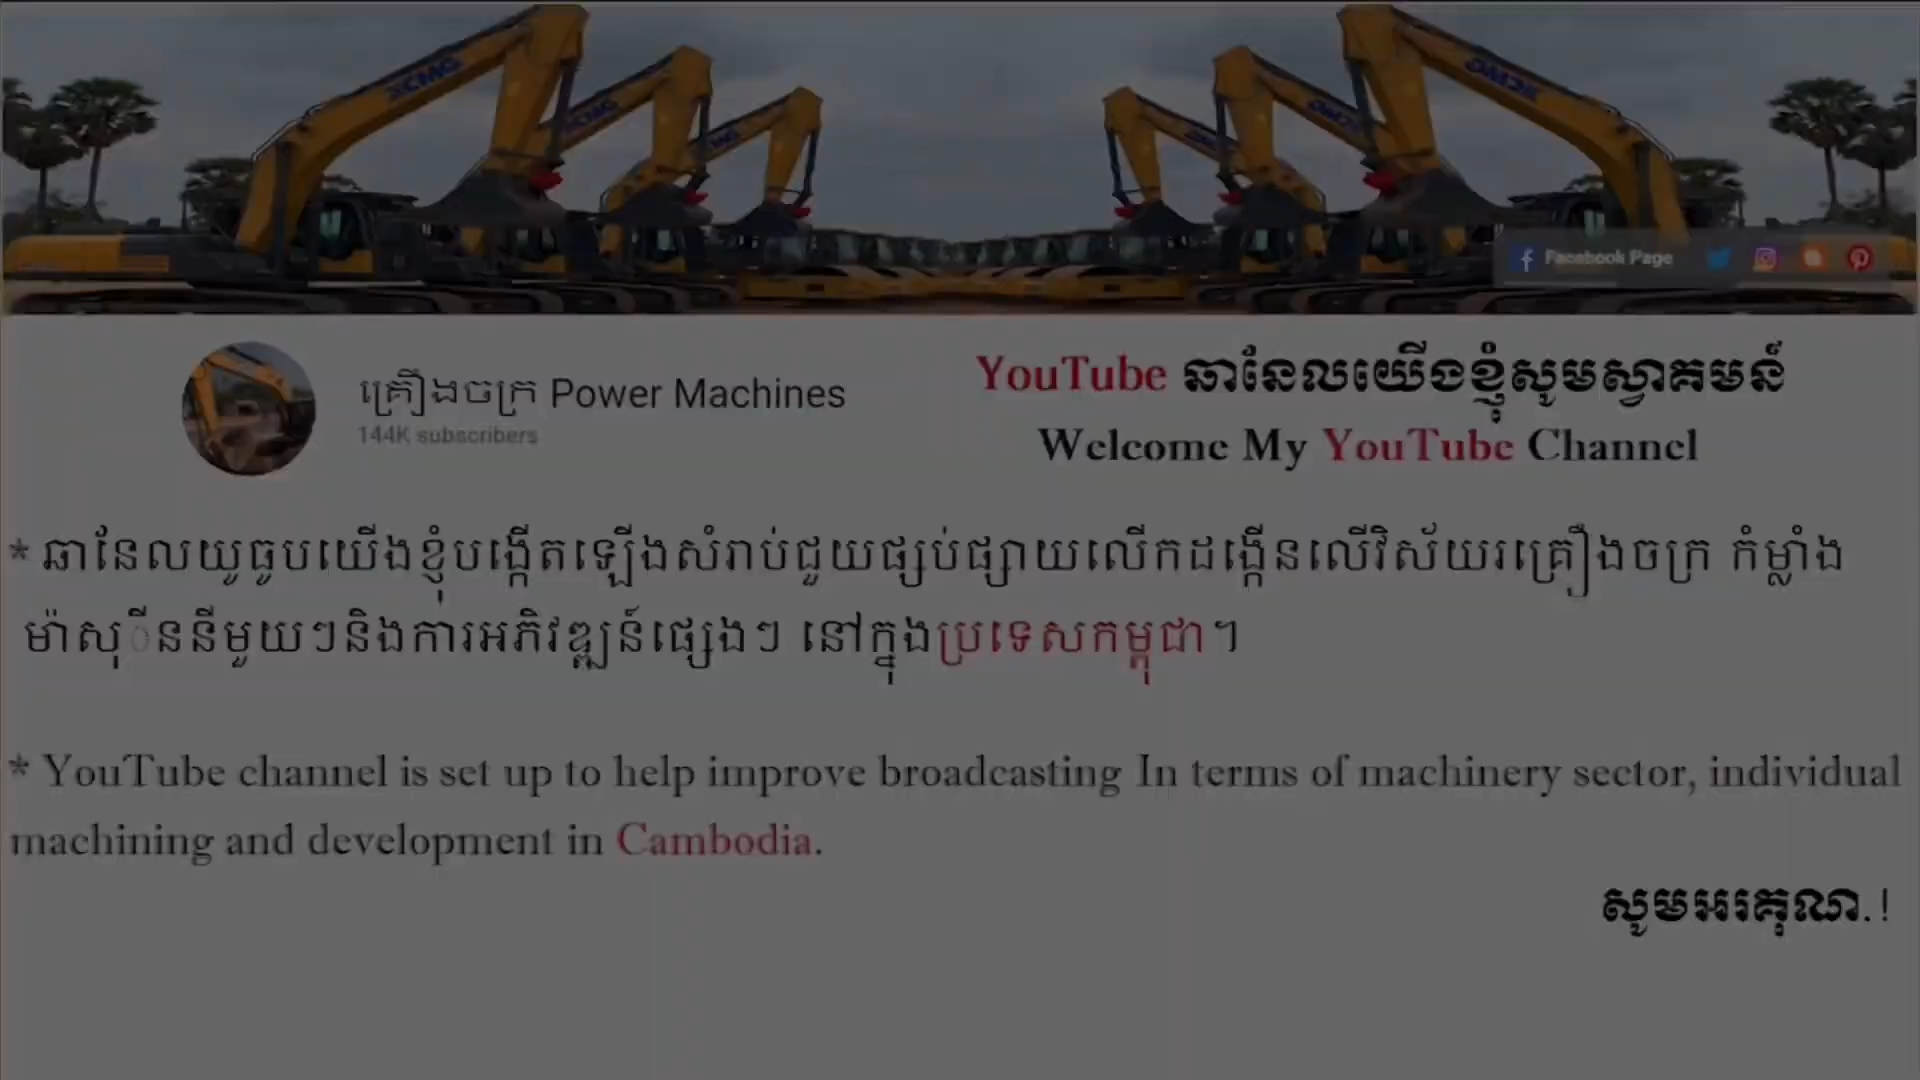 XCMG
XCMG
Facebook Page
គ្រឿងចក្រ Power Machines
144K subscribers
YouTube ឆានែលយើងខ្ញុំសូមស្វាគមន៍
Welcome My YouTube Channel
* ឆានែលយូធូបយើងខ្ញុំបង្កើតឡើងសំរាប់ជួយផ្សប់ផ្សាយលើកដង្កើនលើវិស័យរគ្រឿងចក្រ កំម្លាំង
ម៉ាសុីននីមួយៗនិងការអភិវឌ្ឍន៍ផ្សេងៗ នៅក្នុងប្រទេសកម្ពុជា។
* YouTube channel is set up to help improve broadcasting In terms of machinery sector, individual
machining and development in Cambodia.
សូមអរគុណ.!